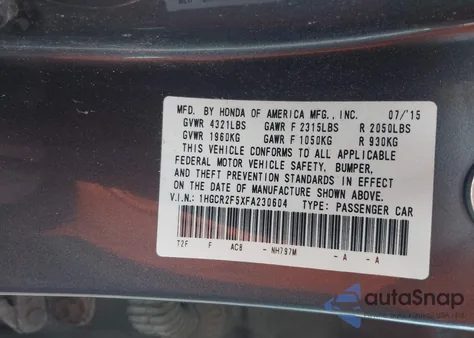 MFD. BY HONDA OF AMERICA MFG., INC. 07/'15
GVWR 4321LBS GAWR F 2315LBS R 2050LBS
GVWR 1960KG GAWR F 1050KG R 930KG
THIS VEHICLE CONFORMS TO ALL APPLICABLE
FEDERAL MOTOR VEHICLE SAFETY, BUMPER,
AND THEFT PREVENTION STANDARDS IN EFFECT
ON THE DATE OF MANUFACTURE SHOWN ABOVE.
V.I.N.: 1HGCR2F5XFA230604 TYPE: PASSENGER CAR
T2F F AC8 - NH797M - A - A
autoSnap